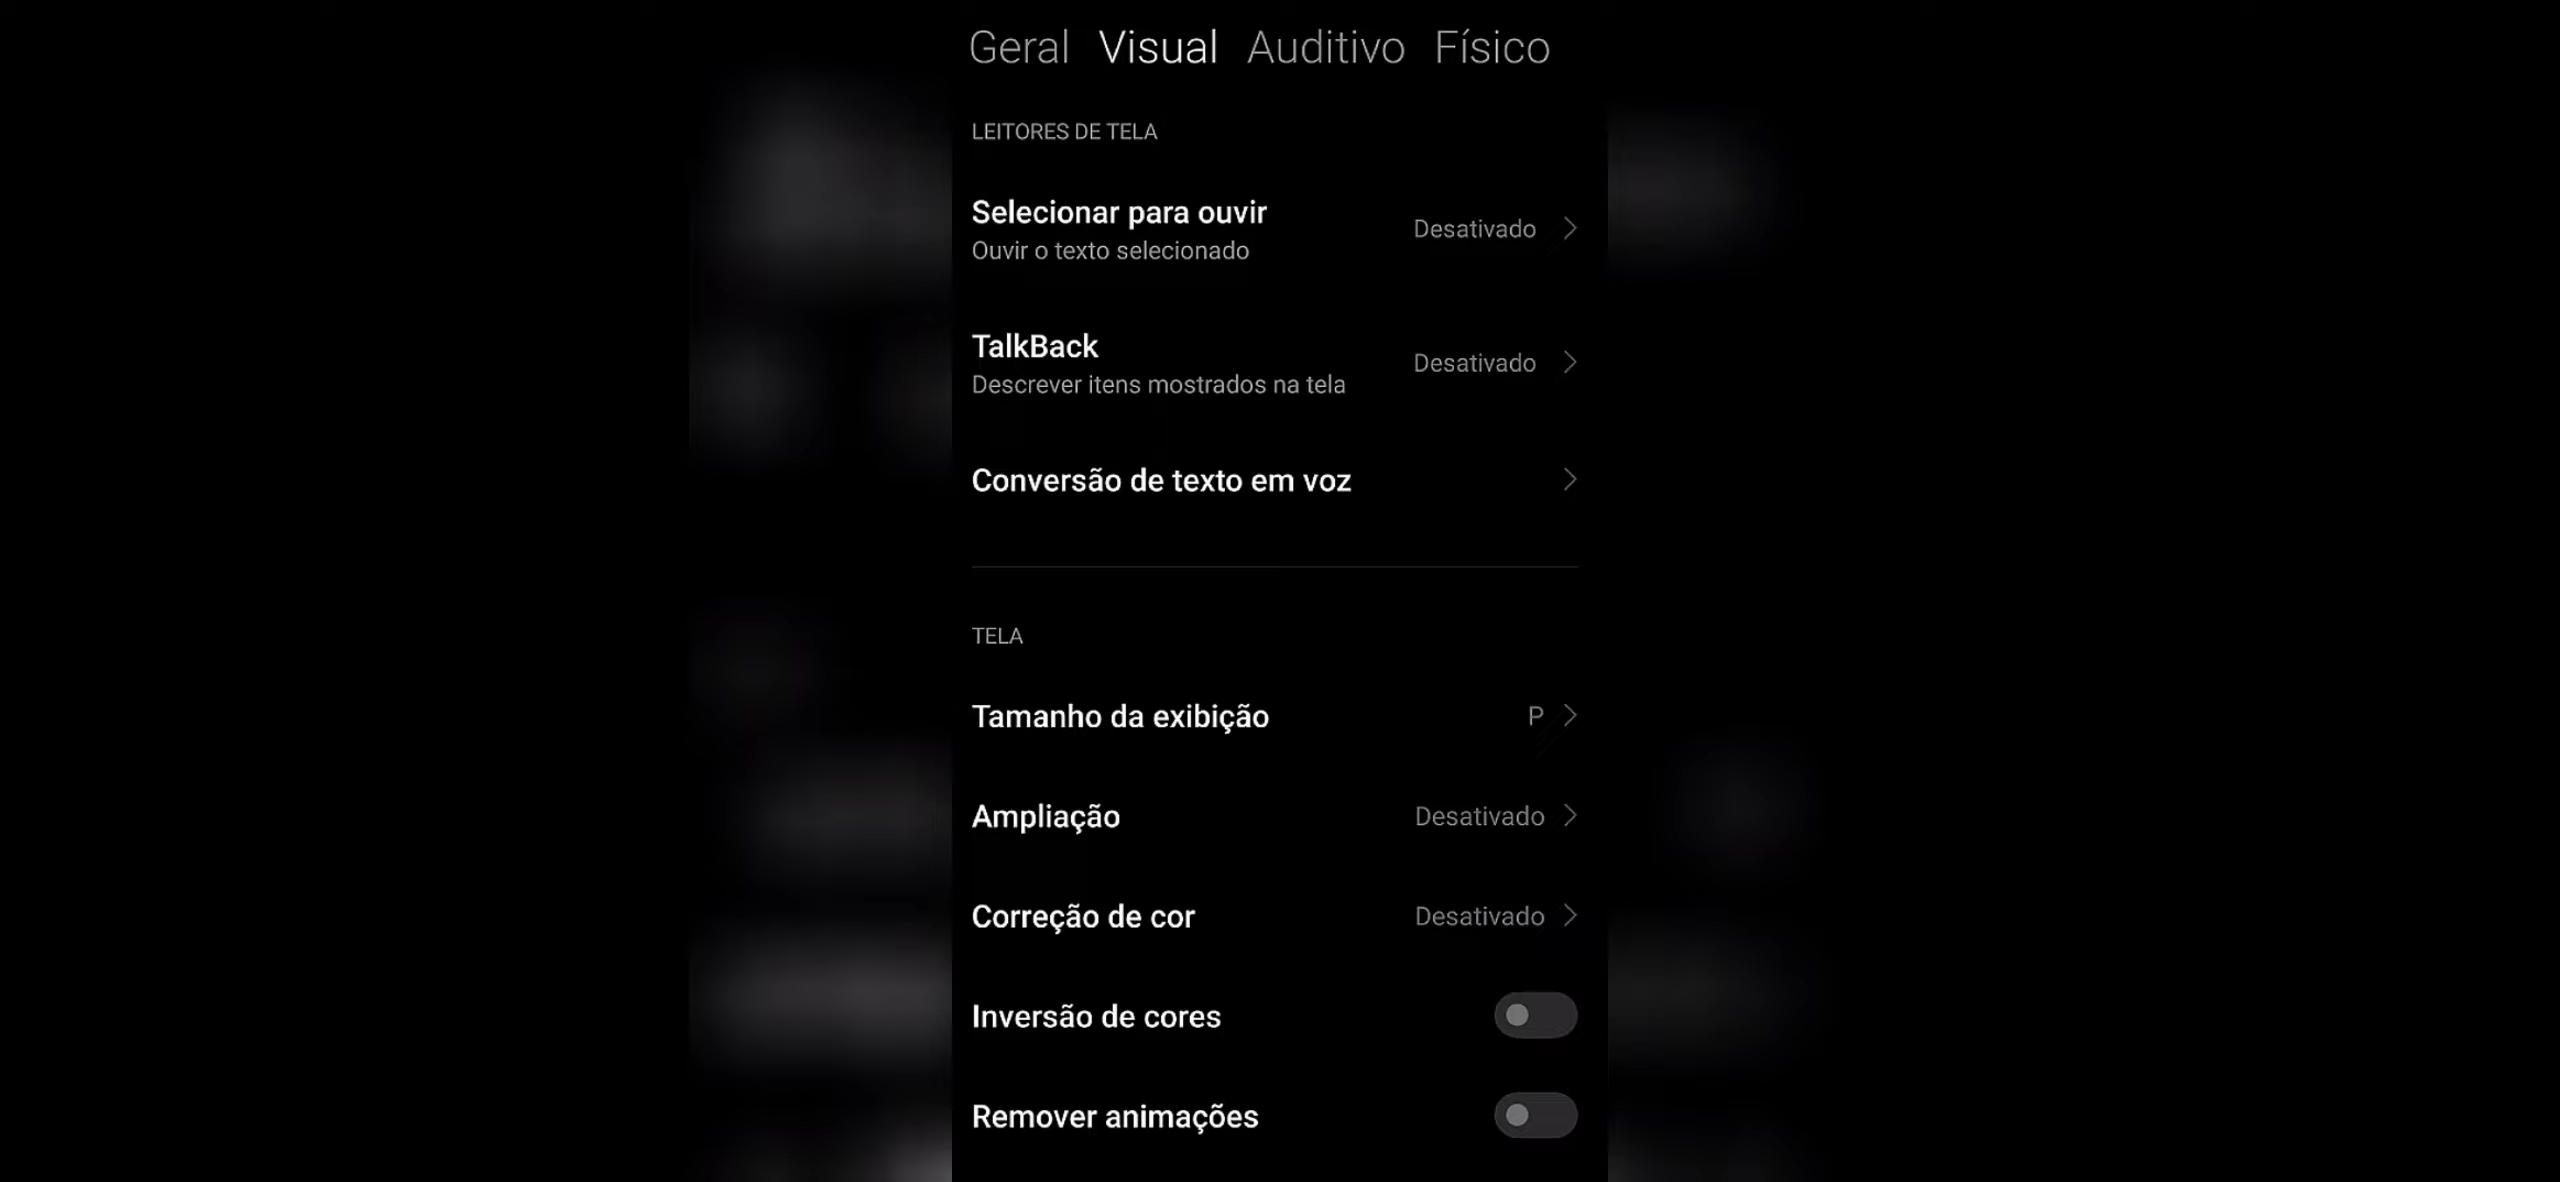 Geral Visual Auditivo Físico
LEITORES DE TELA
Selecionar para ouvir
Ouvir o texto selecionado
Desativado
TalkBack
Descrever itens mostrados na tela
Desativado
Conversão de texto em voz
TELA
Tamanho da exibição P
Ampliação Desativado
Correção de cor Desativado
Inversão de cores
Remover animações